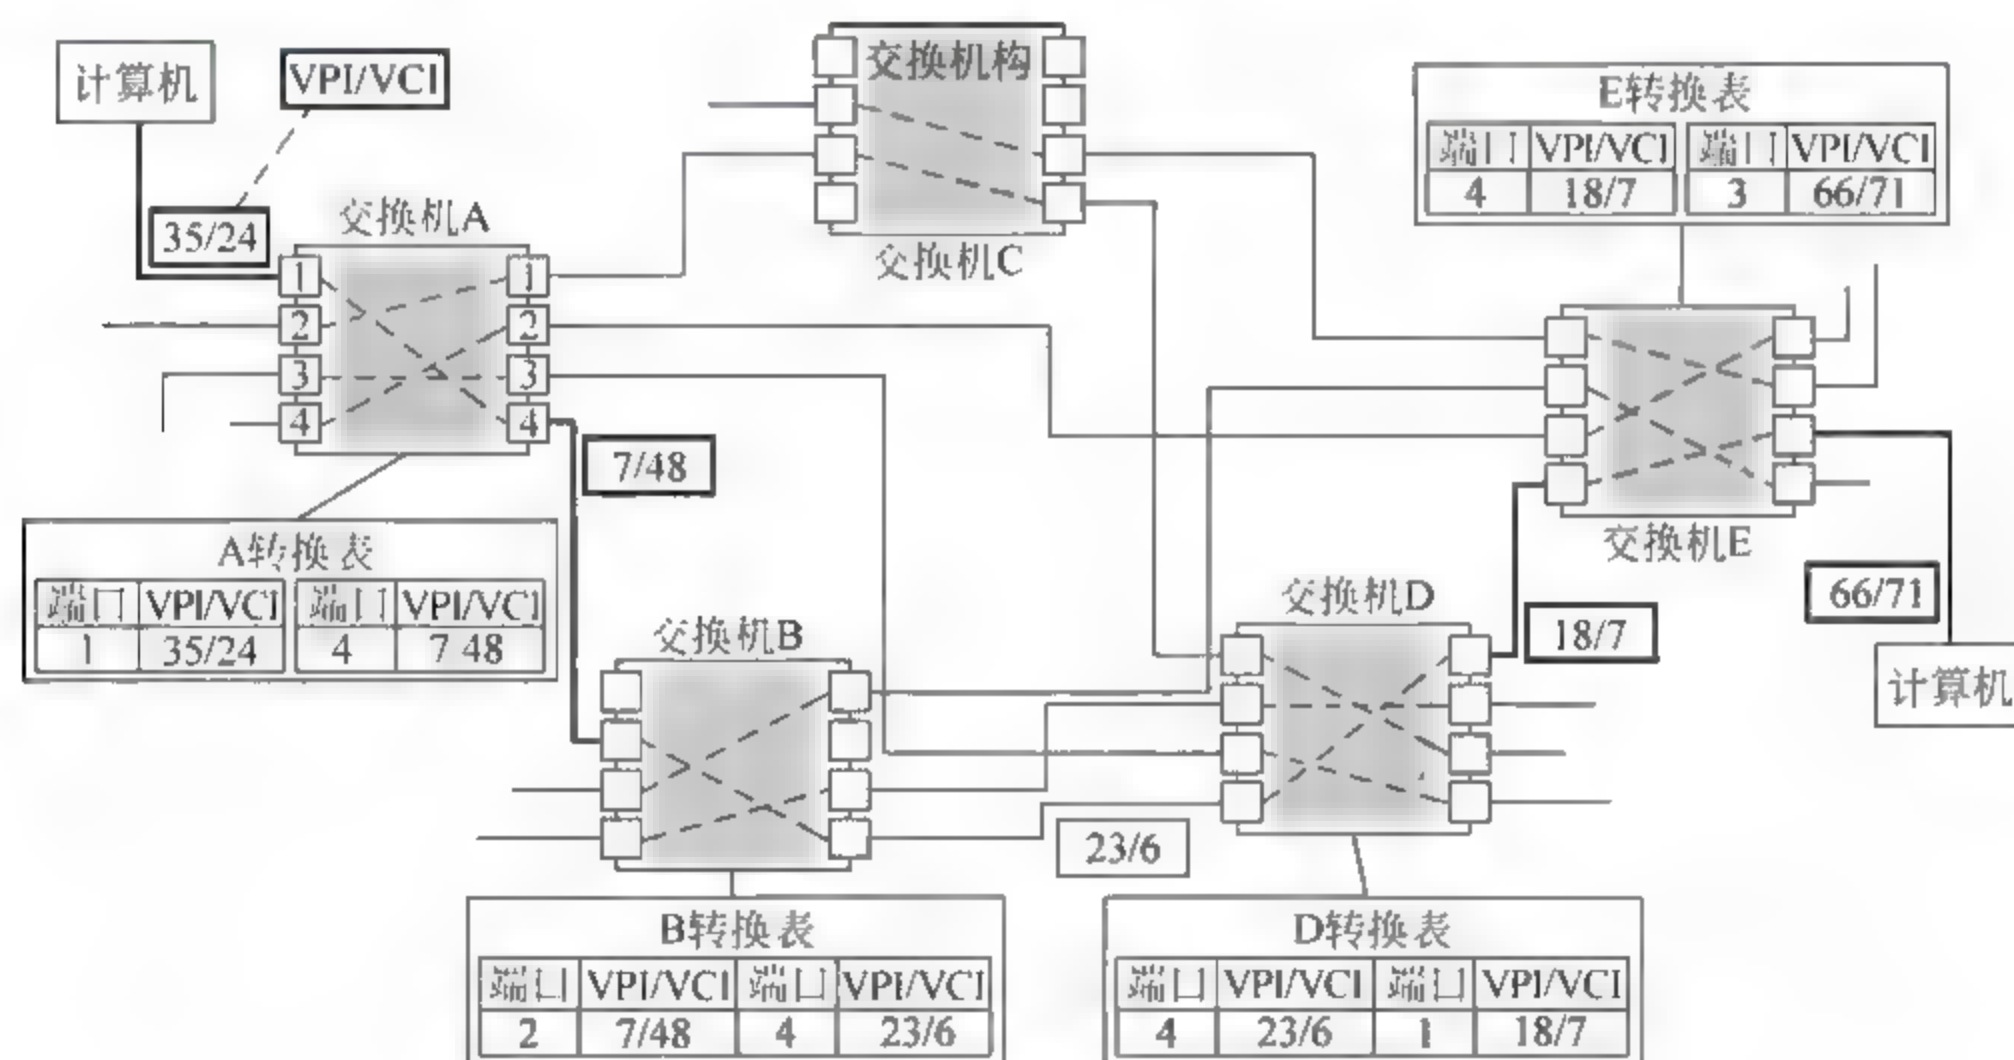 计算机
VPI/VCI
35/24
交换机A
1
2
3
4
1
2
3
4
7/48
A转换表
端口 VPI/VCI 端口 VPI/VCI
1 35/24 4 7 48
交换机构
交换机C
E转换表
端口 VPI/VCI 端口 VPI/VCI
4 18/7 3 66/71
交换机E
66/71
计算机
交换机B
23/6
B转换表
端口 VPI/VCI 端口 VPI/VCI
2 7/48 4 23/6
交换机D
18/7
D转换表
端口 VPI/VCI 端口 VPI/VCI
4 23/6 1 18/7